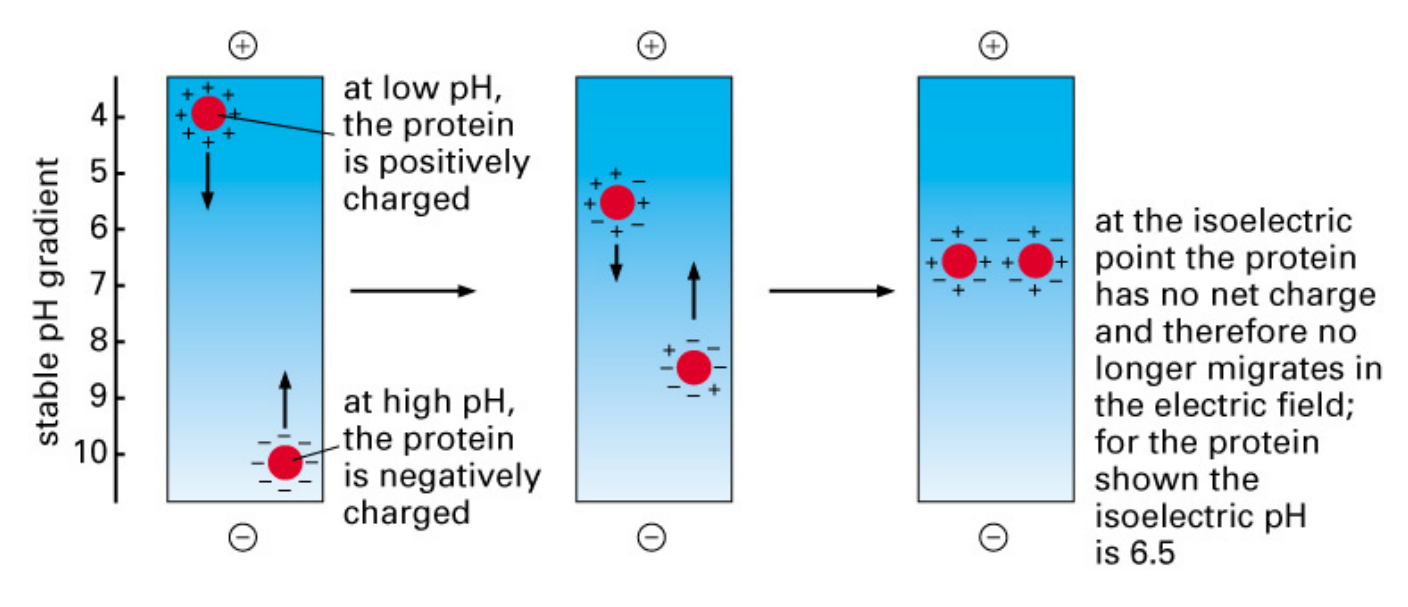 +
+
+
at low pH,
the protein
is positively
charged
4
5
6
7
8
9
10
stable pH gradient
at high pH,
the protein
is negatively
charged
at the isoelectric
point the protein
has no net charge
and therefore no
longer migrates in
the electric field;
for the protein
shown the
isoelectric pH
is 6.5
−
−
−